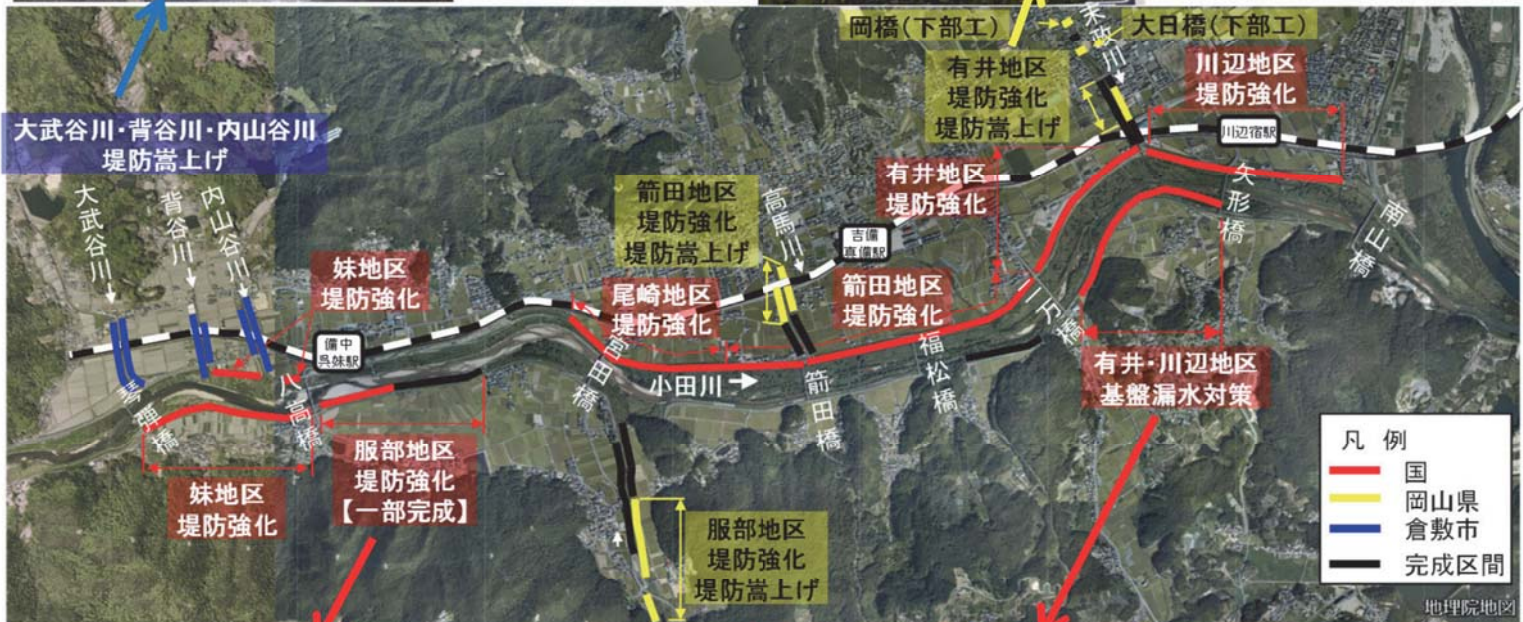 岡橋(下部工)
末政川
大日橋(下部工)
有井地区
堤防強化
堤防嵩上げ
川辺地区
堤防強化
川辺宿駅
大武谷川・背谷川・内山谷川
堤防嵩上げ
大武谷川
背谷川
内山谷川
箭田地区
堤防強化
堤防嵩上げ
高馬川
吉備
真備駅
有井地区
堤防強化
矢形橋
南山橋
妹地区
堤防強化
尾崎地区
堤防強化
箭田地区
堤防強化
二万橋
備中
呉妹駅
琴弾橋
八高橋
宮田橋
小田川
箭田橋
福松橋
有井・川辺地区
基盤漏水対策
妹地区
堤防強化
服部地区
堤防強化
【一部完成】
服部地区
堤防強化
堤防嵩上げ
凡 例
国
岡山県
倉敷市
完成区間
地理院地図